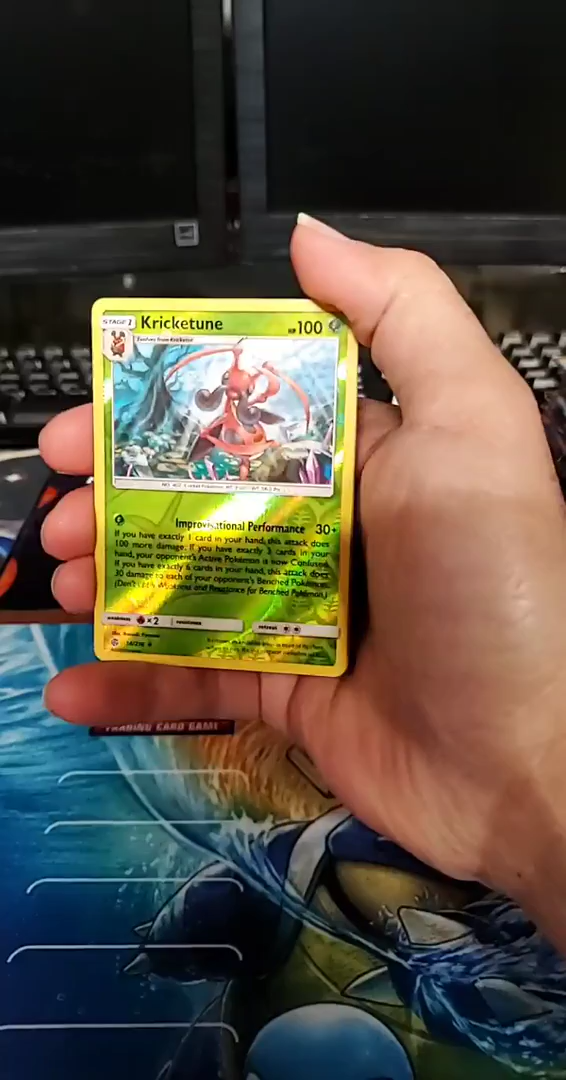 STAGE 1
Kricketune
HP100
Evolves from Kricketot
Improvisational Performance 30+
If you have exactly 1 card in your hand, this attack does
100 more damage. If you have exactly 3 cards in your
hand, your opponent's Active Pokémon is now Confused.
If you have exactly 6 cards in your hand, this attack does
30 damage to each of your opponent's Benched Pokémon.
(Don't apply Weakness and Resistance for Benched Pokémon.)
weakness ×2 resistance retreat
TRADING CARD GAME